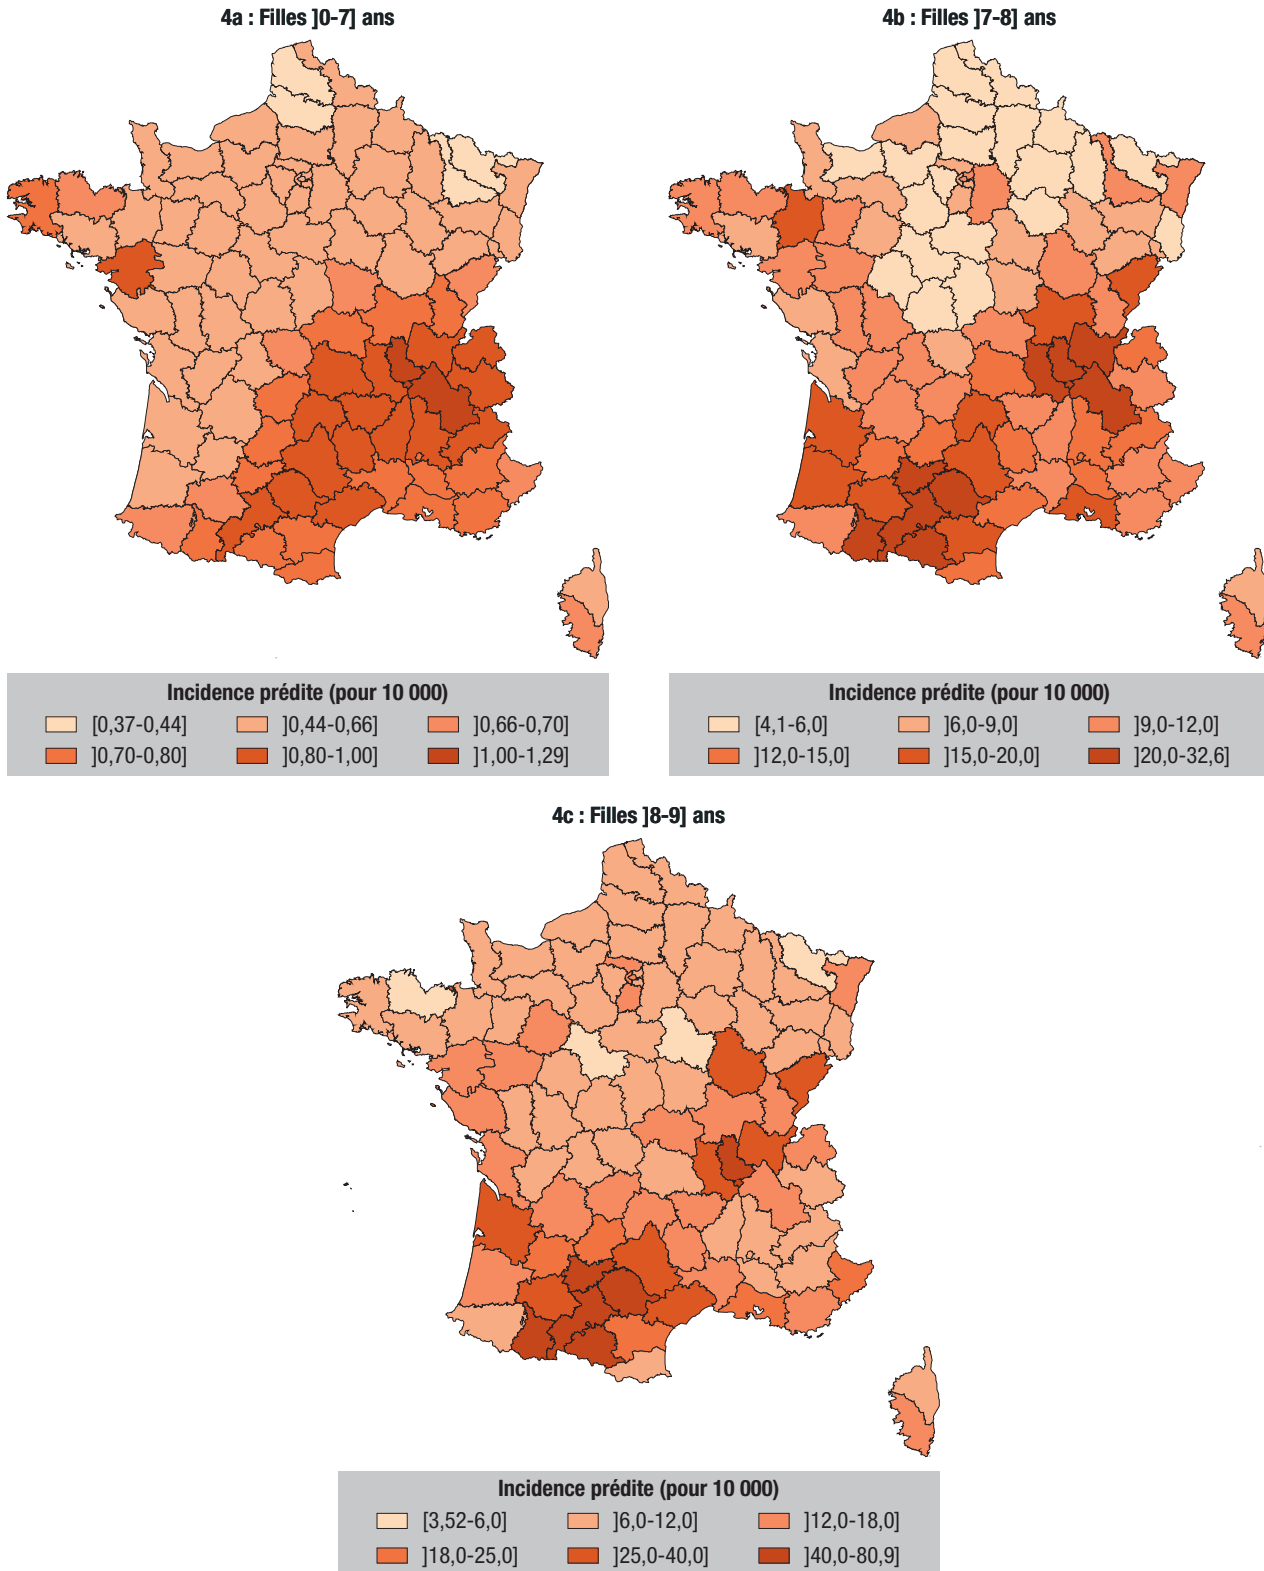 4a : Filles ]0-7] ans
4b : Filles ]7-8] ans
Incidence prédite (pour 10 000)
[0,37-0,44] ]0,44-0,66] ]0,66-0,70]
]0,70-0,80] ]0,80-1,00] ]1,00-1,29]
Incidence prédite (pour 10 000)
[4,1-6,0] ]6,0-9,0] ]9,0-12,0]
]12,0-15,0] ]15,0-20,0] ]20,0-32,6]
4c : Filles ]8-9] ans
Incidence prédite (pour 10 000)
[3,52-6,0] ]6,0-12,0] ]12,0-18,0]
]18,0-25,0] ]25,0-40,0] ]40,0-80,9]